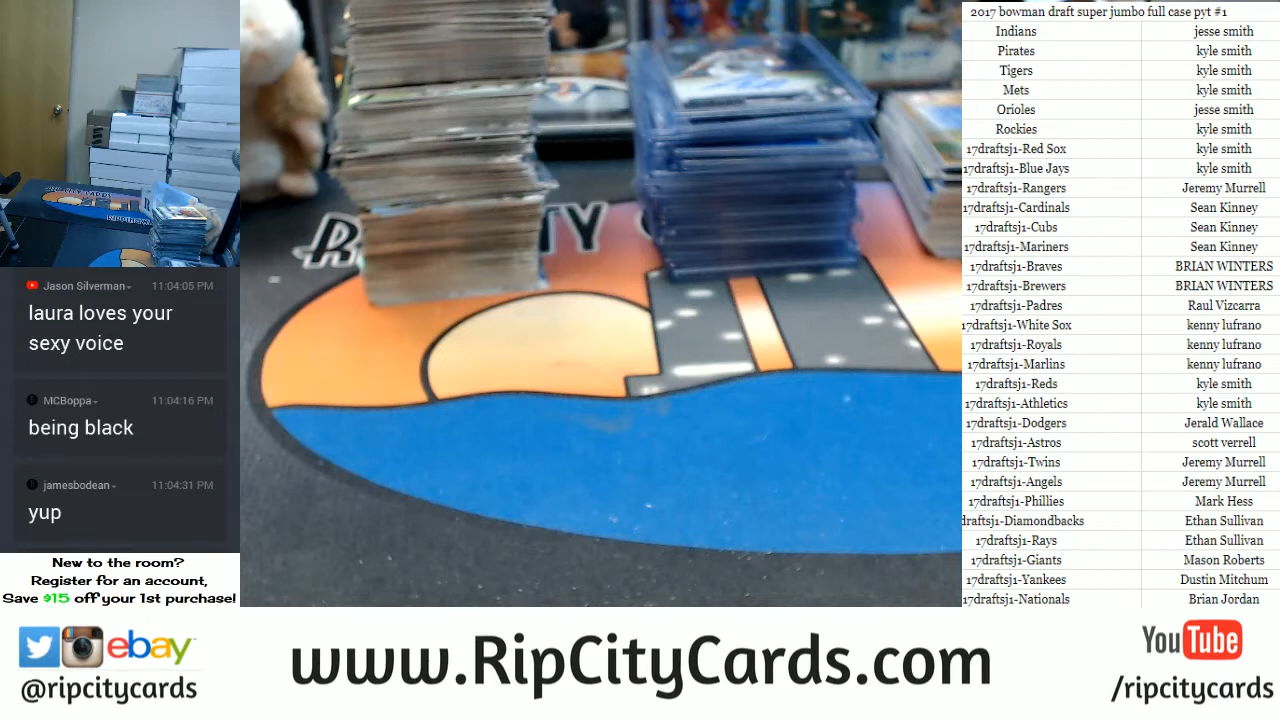 Jason Silverman 11:04:05 PM
laura loves your
sexy voice
MCBoppa 11:04:16 PM
being black
jamesbodean 11:04:31 PM
yup
New to the room?
Register for an account,
Save $15 off your 1st purchase!
2017 bowman draft super jumbo full case pyt #1
Indians jesse smith
Pirates kyle smith
Tigers kyle smith
Mets kyle smith
Orioles jesse smith
Rockies kyle smith
17draftsj1-Red Sox kyle smith
17draftsj1-Blue Jays kyle smith
17draftsj1-Rangers Jeremy Murrell
17draftsj1-Cardinals Sean Kinney
17draftsj1-Cubs Sean Kinney
17draftsj1-Mariners Sean Kinney
17draftsj1-Braves BRIAN WINTERS
17draftsj1-Brewers BRIAN WINTERS
17draftsj1-Padres Raul Vizcarra
17draftsj1-White Sox kenny lufrano
17draftsj1-Royals kenny lufrano
17draftsj1-Marlins kenny lufrano
17draftsj1-Reds kyle smith
17draftsj1-Athletics kyle smith
17draftsj1-Dodgers Jerald Wallace
17draftsj1-Astros scott verrell
17draftsj1-Twins Jeremy Murrell
17draftsj1-Angels Jeremy Murrell
17draftsj1-Phillies Mark Hess
draftsj1-Diamondbacks Ethan Sullivan
17draftsj1-Rays Ethan Sullivan
17draftsj1-Giants Mason Roberts
17draftsj1-Yankees Dustin Mitchum
17draftsj1-Nationals Brian Jordan
ebay
@ripcitycards
www.RipCityCards.com
YouTube
/ripcitycards